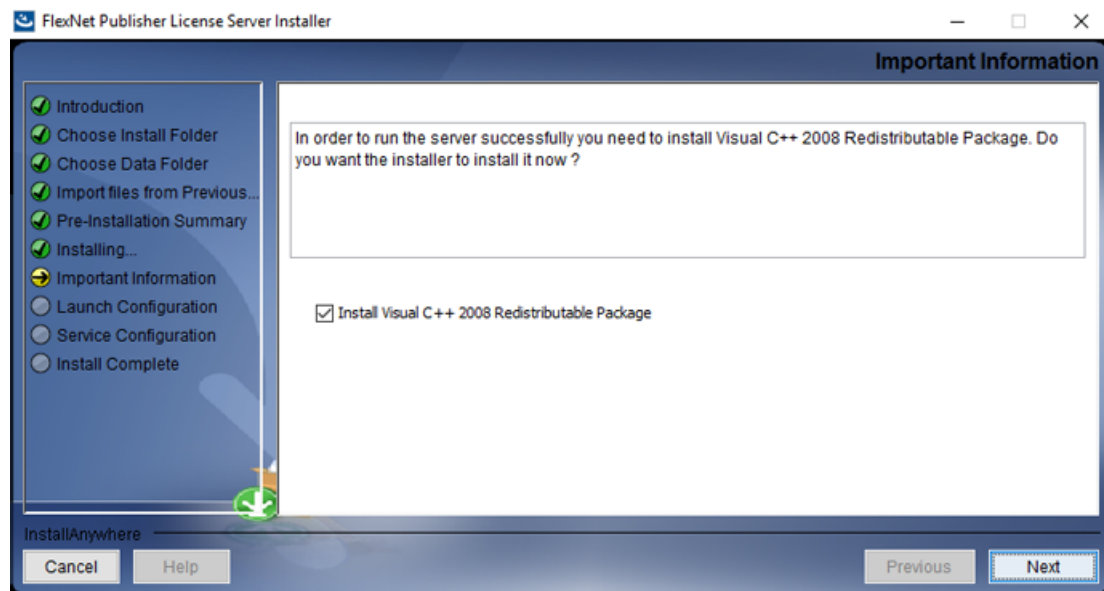 FlexNet Publisher License Server Installer
Important Information
Introduction
Choose Install Folder
Choose Data Folder
Import files from Previous...
Pre-Installation Summary
Installing...
Important Information
Launch Configuration
Service Configuration
Install Complete
In order to run the server successfully you need to install Visual C++ 2008 Redistributable Package. Do
you want the installer to install it now ?
Install Visual C++ 2008 Redistributable Package
InstallAnywhere
Cancel
Help
Previous
Next